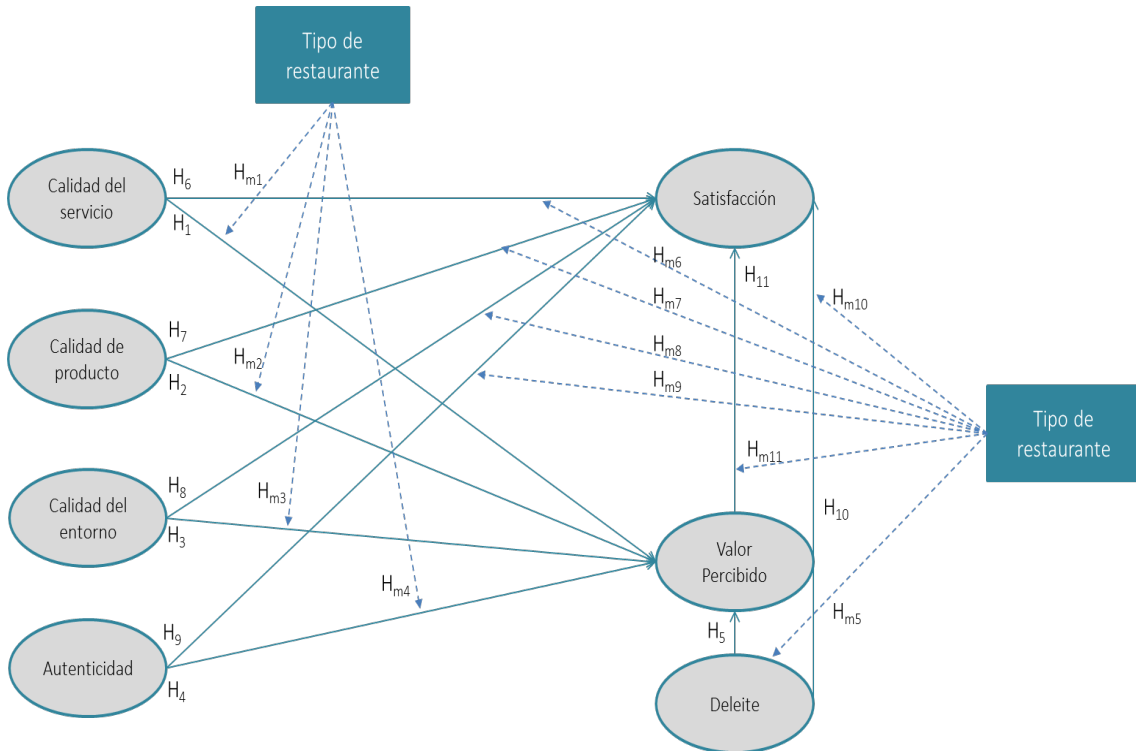 Tipo de
restaurante
Calidad del
servicio
H6
H1
Hm1
Satisfacción
Hm6
H11
Hm7
Hm10
Calidad de
producto
H7
H2
Hm2
Hm8
Hm9
Tipo de
restaurante
Hm11
Calidad del
entorno
H8
H3
Hm3
H10
Valor
Percibido
Hm4
Hm5
Autenticidad
H9
H4
H5
Deleite